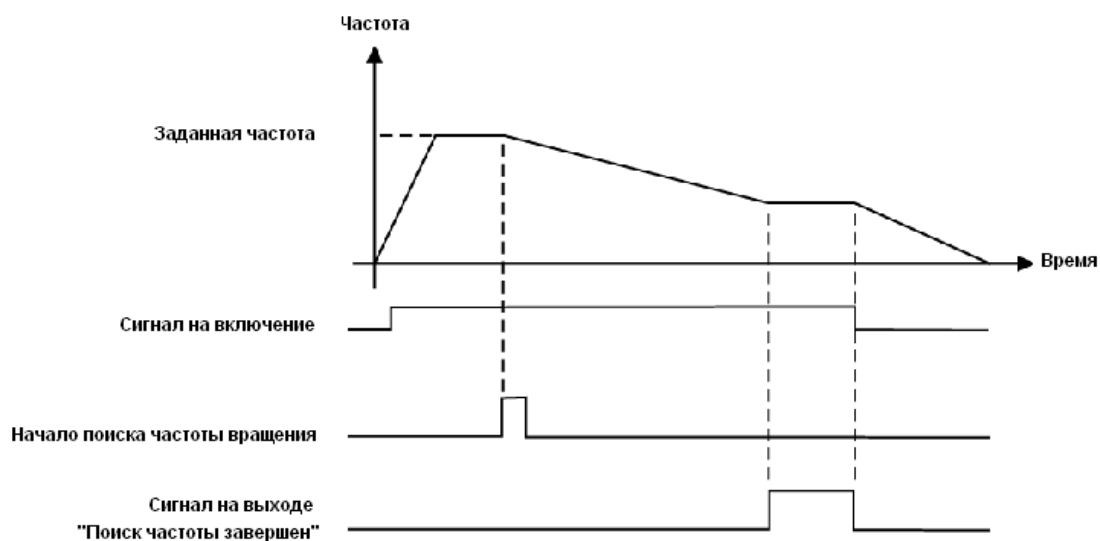 Частота
Заданная частота
Время
Сигнал на включение
Начало поиска частоты вращения
Сигнал на выходе
"Поиск частоты завершен"